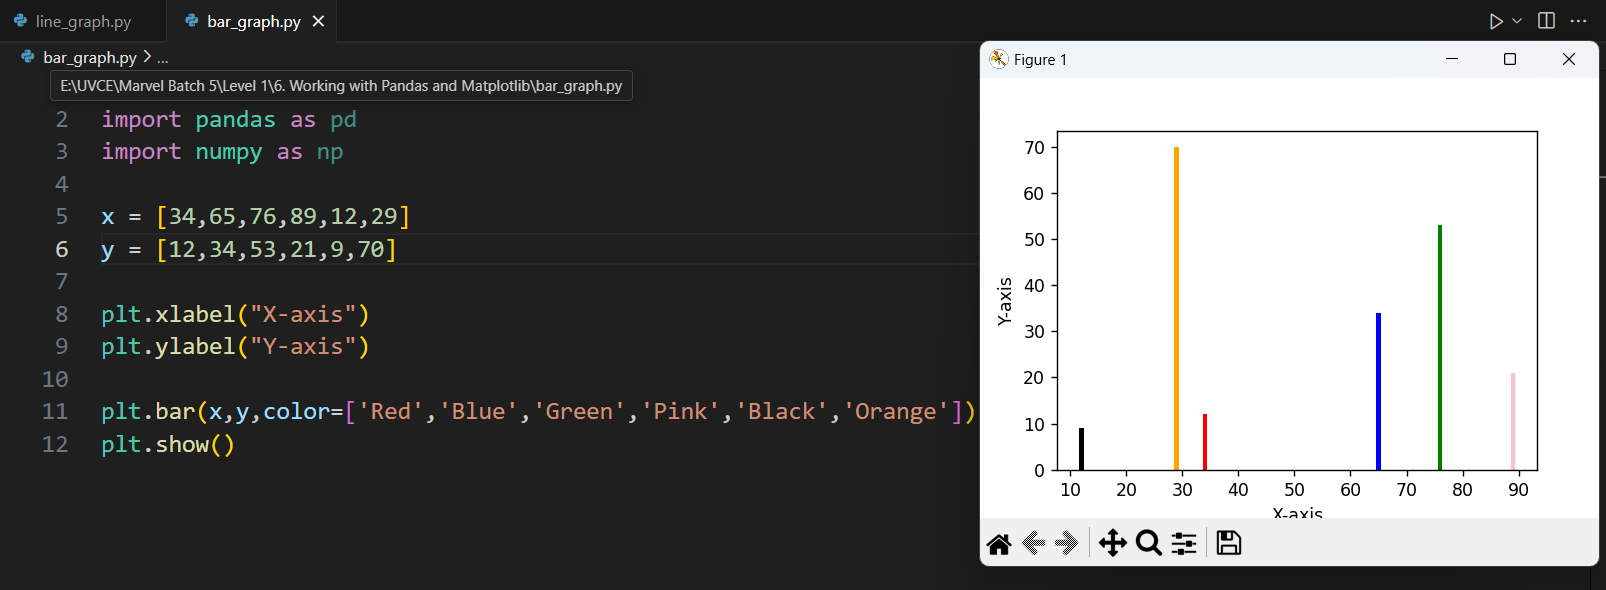 line_graph.py
bar_graph.py
bar_graph.py > ...
E:\UVCE\Marvel Batch 5\Level 1\6. Working with Pandas and Matplotlib\bar_graph.py
2 import pandas as pd
3 import numpy as np
4
5 x = [34,65,76,89,12,29]
6 y = [12,34,53,21,9,70]
7
8 plt.xlabel("X-axis")
9 plt.ylabel("Y-axis")
10
11 plt.bar(x,y,color=['Red','Blue','Green','Pink','Black','Orange'])
12 plt.show()
Figure 1
70
60
50
40
30
20
10
0
Y-axis
10 20 30 40 50 60 70 80 90
X-axis